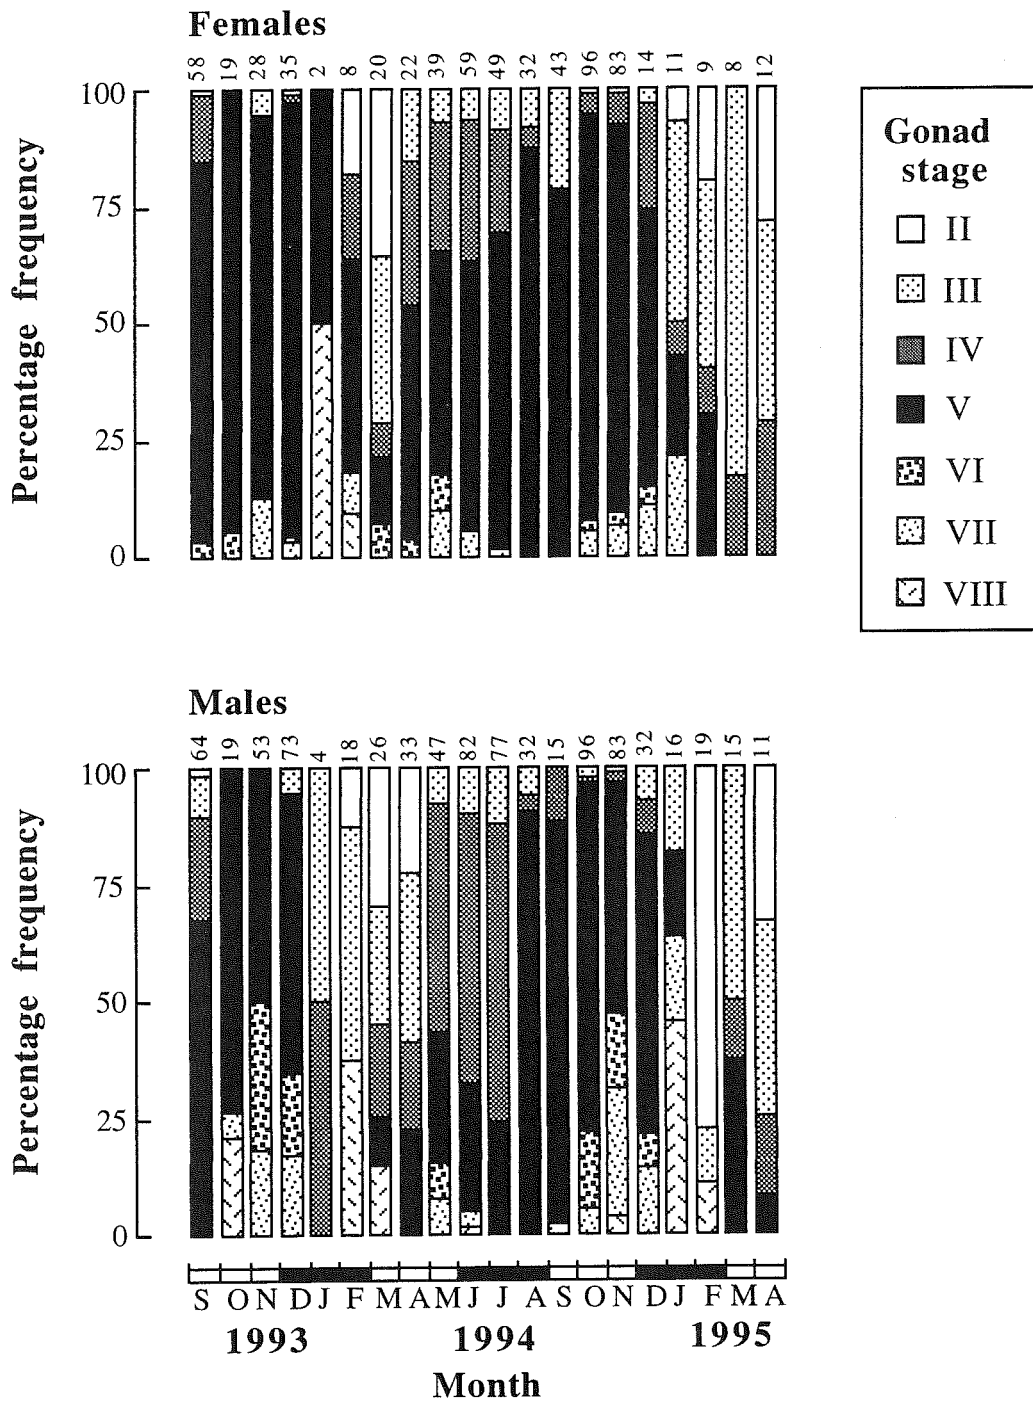 Females
58 19 28 35 2 8 20 22 39 59 49 32 43 96 83 14 11 9 8 12
100
75
50
25
0
Percentage frequency
Gonad
stage
II
III
IV
V
VI
VII
VIII
Males
64 19 53 73 4 18 26 33 47 82 77 32 15 96 83 32 16 19 15 11
100
75
50
25
0
Percentage frequency
S O N D J F M A M J J A S O N D J F M A
1993 1994 1995
Month